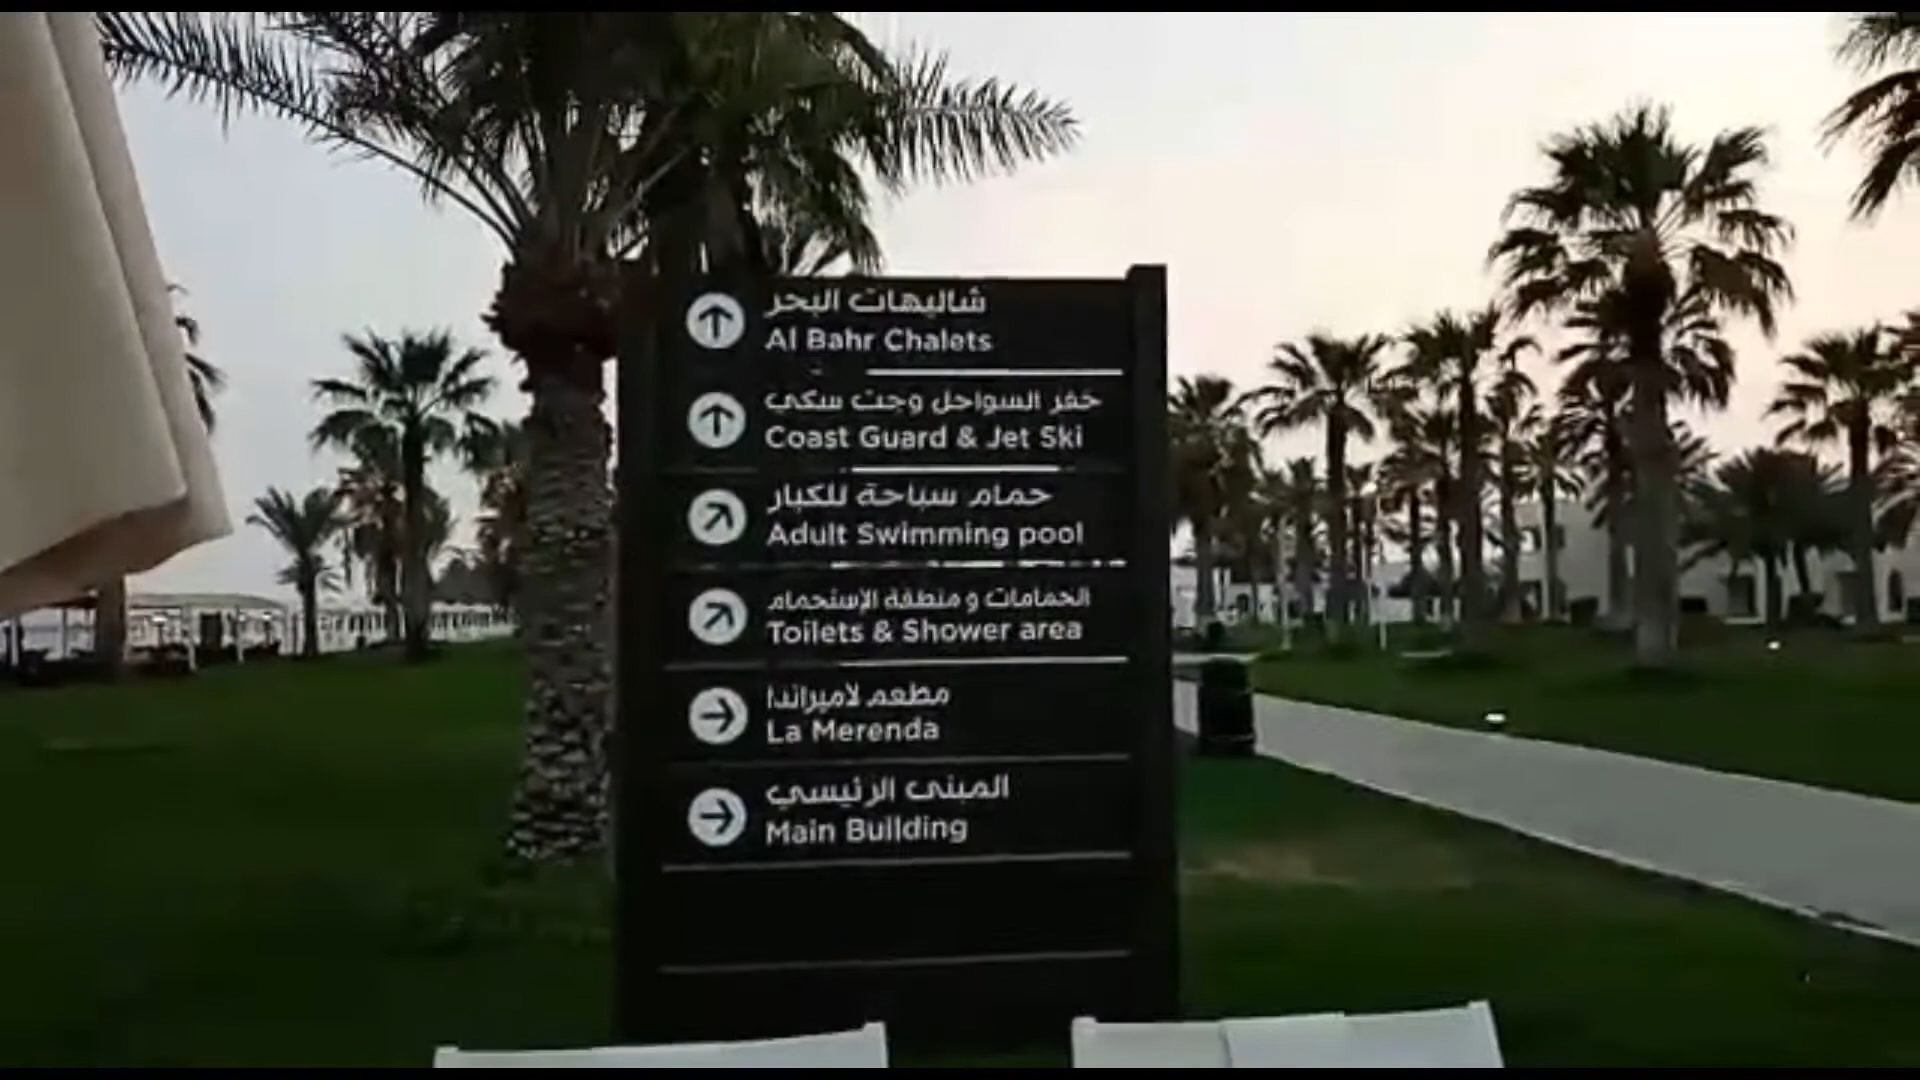 شاليهات البحر
Al Bahr Chalets
خفر السواحل وجت سكي
Coast Guard & Jet Ski
حمام سباحة للكبار
Adult Swimming pool
الحمامات و منطقة الإستحمام
Toilets & Shower area
مطعم لاميراندا
La Merenda
المبنى الرئيسي
Main Building